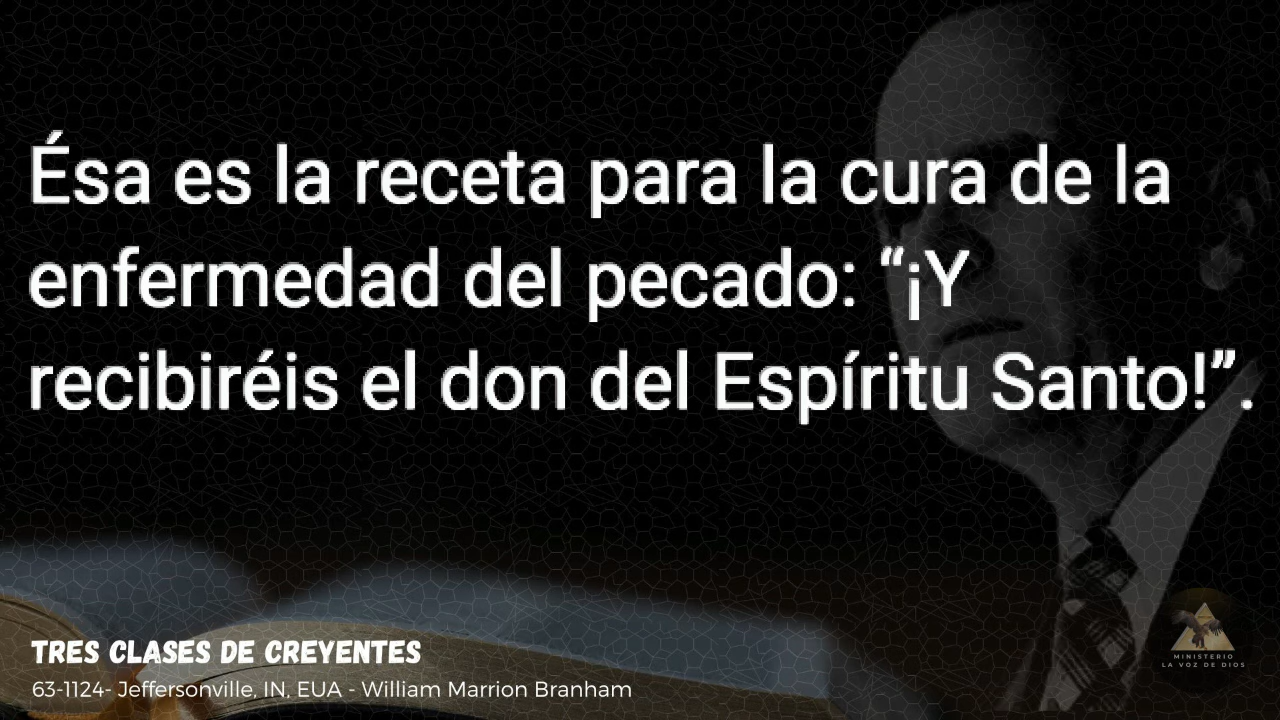 Ésa es la receta para la cura de la
enfermedad del pecado: “¡Y
recibiréis el don del Espíritu Santo!”.
TRES CLASES DE CREYENTES
63-1124- Jeffersonville, IN, EUA - William Marrion Branham
MINISTERIO
LA VOZ DE DIOS